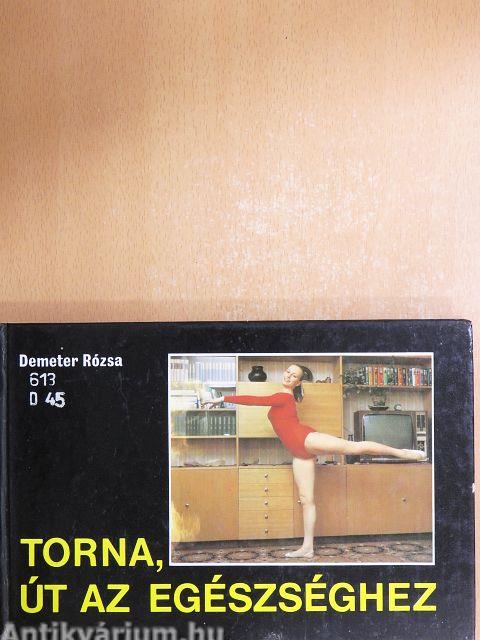 Demeter Rózsa
613
D 45
TORNA,
ÚT AZ EGÉSZSÉGHEZ
Antikvárium.hu